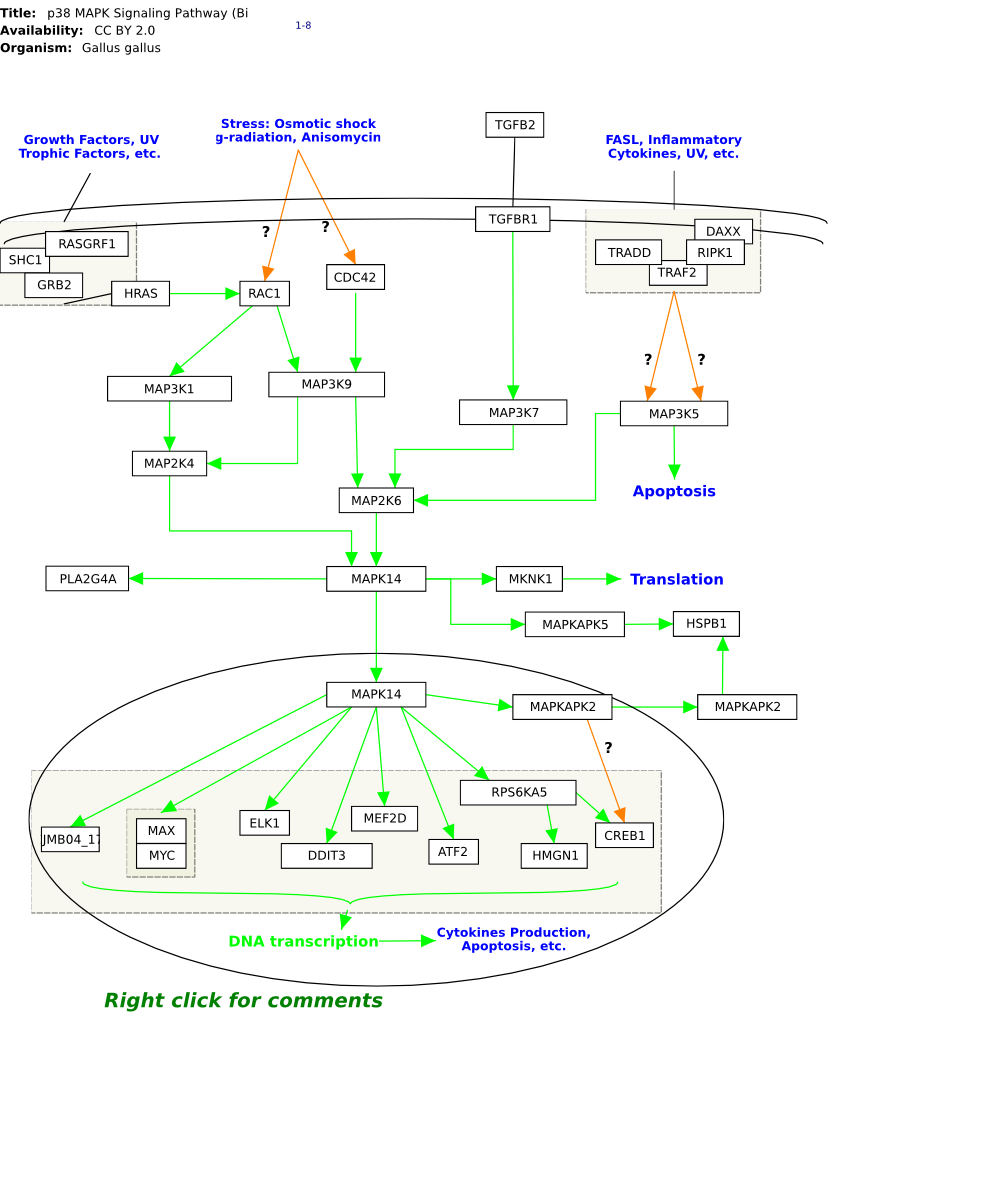 Title: p38 MAPK Signaling Pathway (Bi
Availability: CC BY 2.0
Organism: Gallus gallus
1-8
Growth Factors, UV
Trophic Factors, etc.
Stress: Osmotic shock
g-radiation, Anisomycin
TGFB2
FASL, Inflammatory
Cytokines, UV, etc.
TGFBR1
?
?
RASGRF1
SHC1
GRB2
HRAS
RAC1
CDC42
DAXX
TRADD
RIPK1
TRAF2
?
?
MAP3K1
MAP3K9
MAP3K7
MAP3K5
MAP2K4
MAP2K6
Apoptosis
PLA2G4A
MAPK14
MKNK1
Translation
MAPKAPK5
HSPB1
MAPK14
MAPKAPK2
MAPKAPK2
?
RPS6KA5
JMB04_17
MAX
MYC
ELK1
MEF2D
DDIT3
ATF2
HMGN1
CREB1
DNA transcription
Cytokines Production,
Apoptosis, etc.
Right click for comments